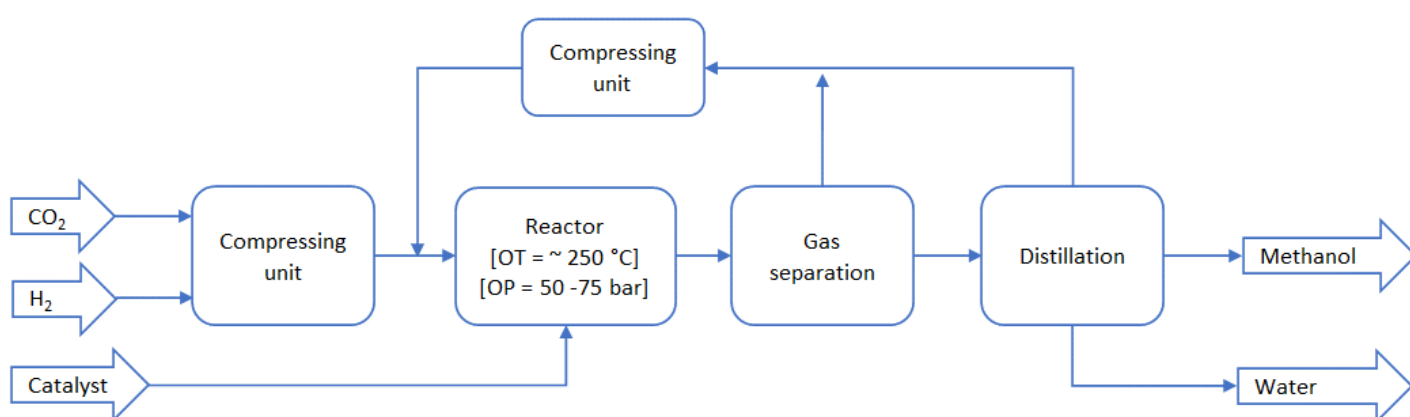 Compressing
unit
CO₂
H₂
Catalyst
Compressing
unit
Reactor
[OT = ~ 250 °C]
[OP = 50 -75 bar]
Gas
separation
Distillation
Methanol
Water